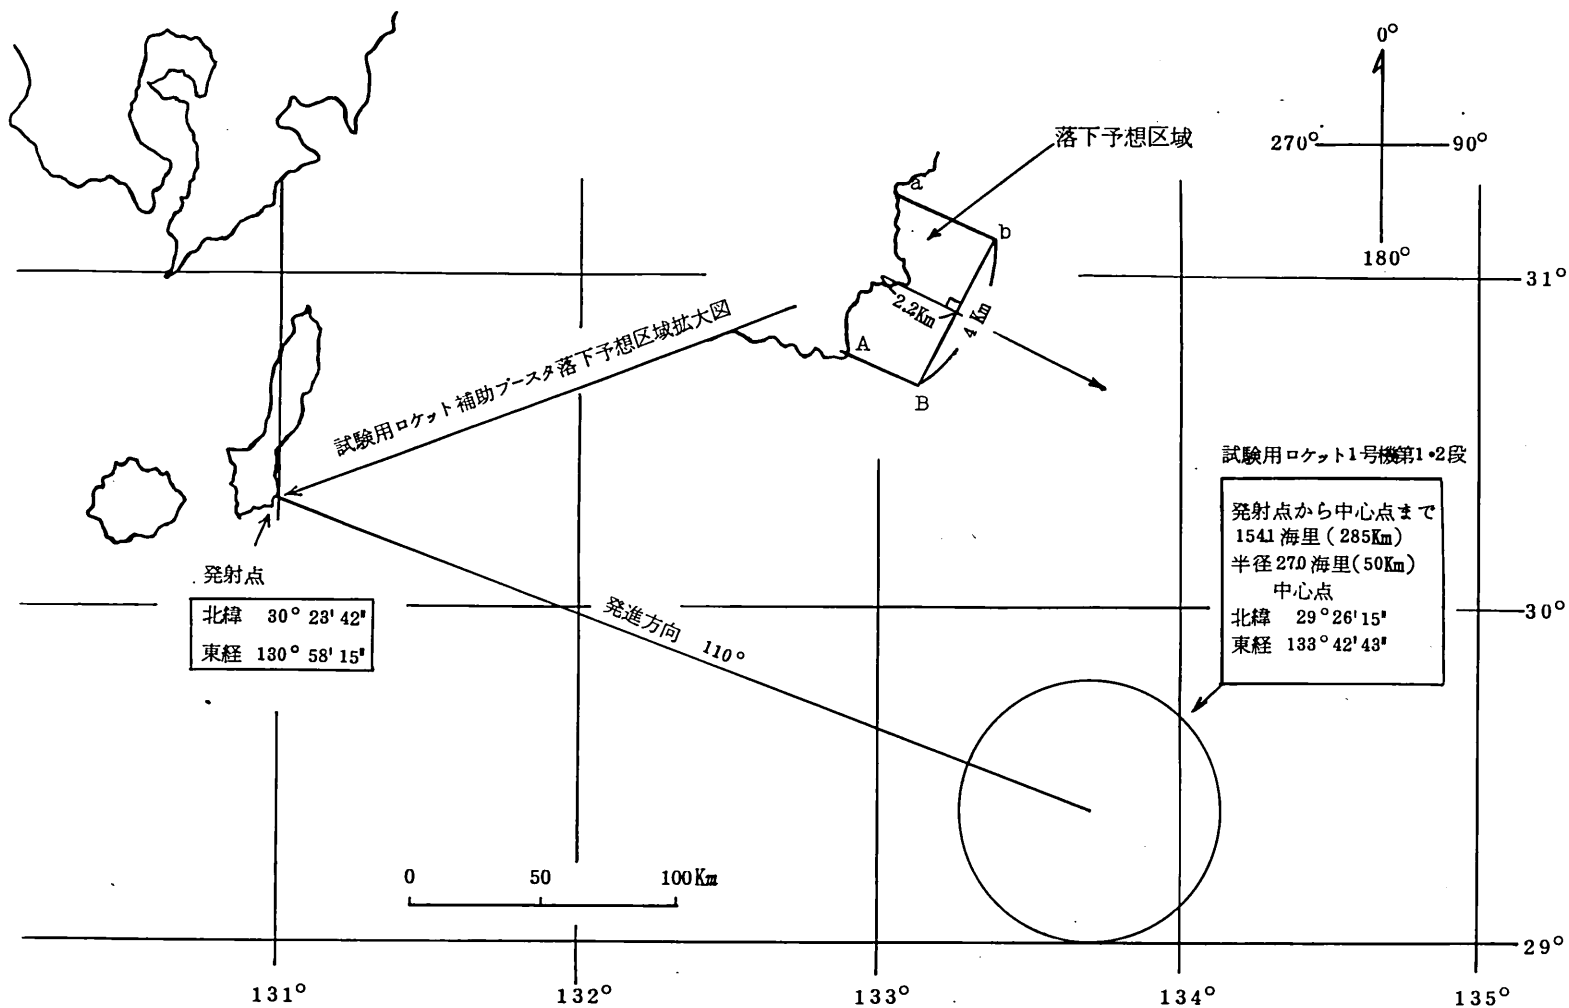 0°
270°
90°
180°
落下予想区域
a
b
2.2Km
4 Km
A
B
31°
試験用ロケット補助ブースタ落下予想区域拡大図
試験用ロケット1号機第1・2段
発射点から中心点まで
154.1 海里 (285Km)
半径 27.0 海里(50Km)
中心点
北緯 29°26'15"
東経 133°42'43"
発射点
北緯 30° 23' 42"
東経 130° 58' 15"
発進方向 110°
30°
0 50 100Km
29°
131° 132° 133° 134° 135°